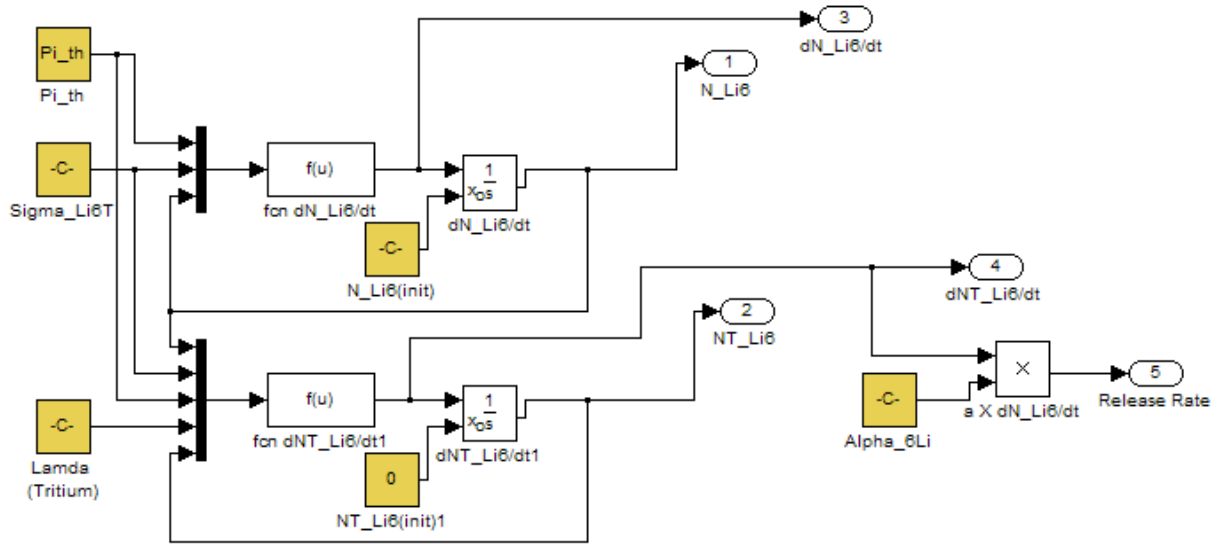 3
dN_Li6/dt
Pi_th
Pi_th
1
N_Li6
-C-
Sigma_Li6T
f(u)
fcn dN_Li6/dt
1
xo s
dN_Li6/dt
-C-
N_Li6(init)
4
dNT_Li6/dt
2
NT_Li6
f(u)
fcn dNT_Li6/dt1
1
xo s
dNT_Li6/dt1
×
a X dN_Li6/dt
5
Release Rate
-C-
Alpha_6Li
-C-
Lamda
(Tritium)
0
NT_Li6(init)1